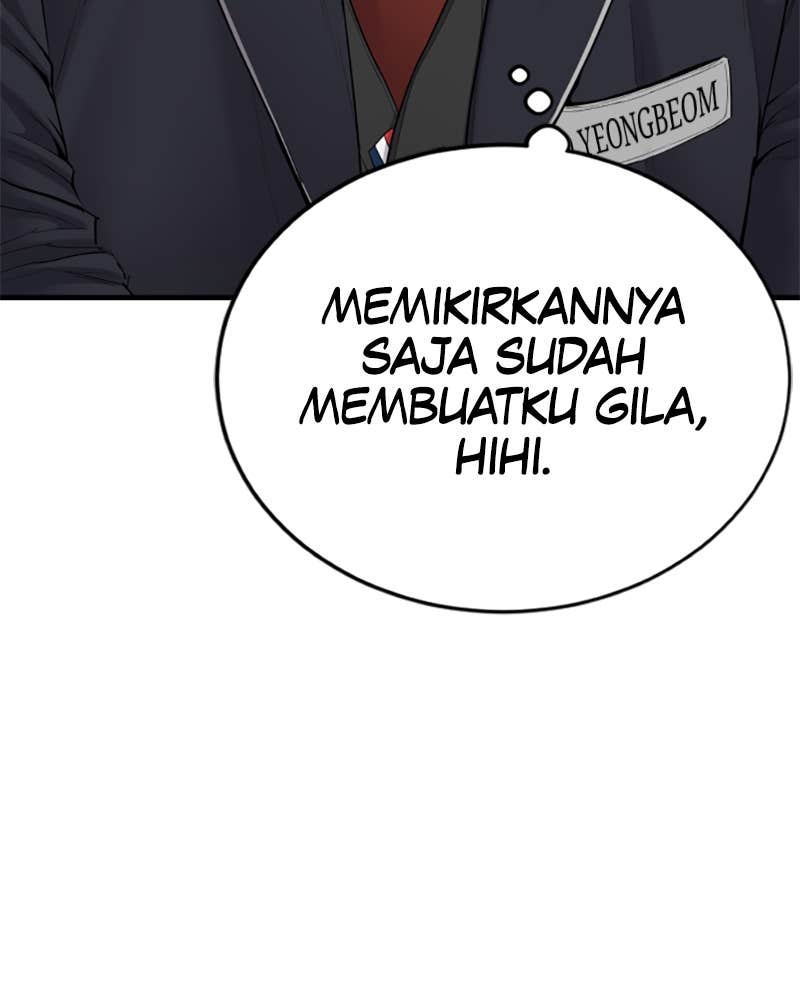 YEONGBEOM
MEMIKIRKANNYA
SAJA SUDAH
MEMBUATKU GILA,
HIHI.